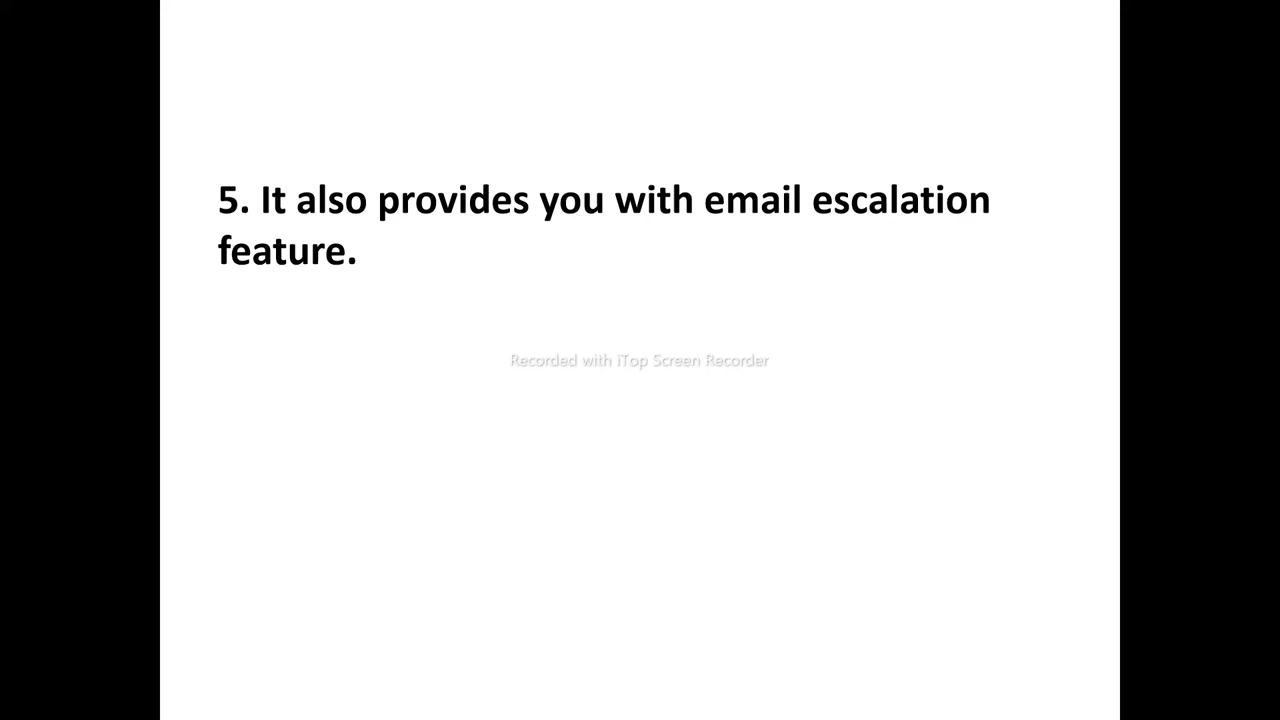 5. It also provides you with email escalation
feature.
Recorded with iTop Screen Recorder